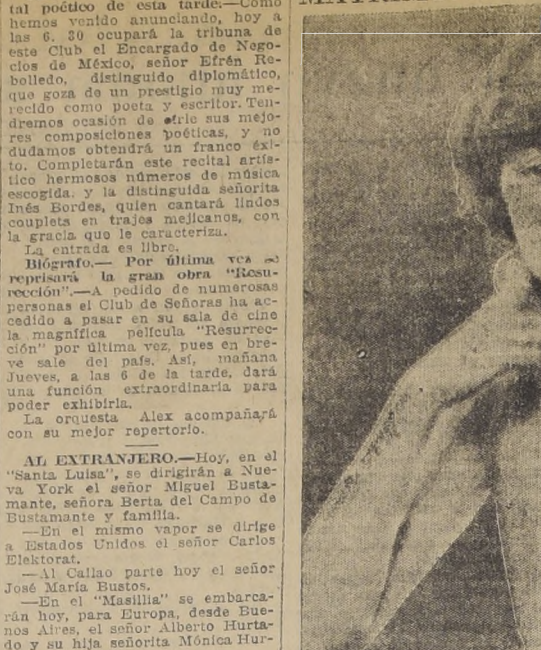 tal poético de esta tarde.—Como
hemos venido anunciando, hoy a
las 6.30 ocupará la tribuna de
este Club el Encargado de Nego-
cios de México, señor Efrén Re-
bolledo, distinguido diplomático,
que goza de un prestigio muy me-
recido como poeta y escritor. Ten-
dremos ocasión de oírle sus mejo-
res composiciones poéticas, y no
dudamos obtendrá un franco éxi-
to. Completarán este recital artís-
tico hermosos números de música
escogida, y la distinguida señorita
Inés Bordes, quien cantará lindos
couplets en trajes mejicanos, con
la gracia que le caracteriza.
La entrada es libre.
Biógrafo.— Por última vez se
reprisará la gran obra "Resu-
rrección".—A pedido de numerosas
personas el Club de Señoras ha ac-
cedido a pasar en su sala de cine
la magnífica película "Resurrec-
ción" por última vez, pues en bre-
ve sale del país. Así, mañana
Jueves, a las 6 de la tarde, dará
una función extraordinaria para
poder exhibirla.
La orquesta Alex acompañará
con su mejor repertorio.
AL EXTRANJERO.—Hoy, en el
"Santa Luisa", se dirigirán a Nue-
va York el señor Miguel Busta-
mante, señora Berta del Campo de
Bustamante y familia.
—En el mismo vapor se dirige
a Estados Unidos el señor Carlos
Elektorat.
—Al Callao parte hoy el señor
José María Bustos.
—En el "Masillia" se embarca-
rán hoy, para Europa, desde Bue-
nos Aires, el señor Alberto Hurta-
do y su hija señorita Mónica Hur-